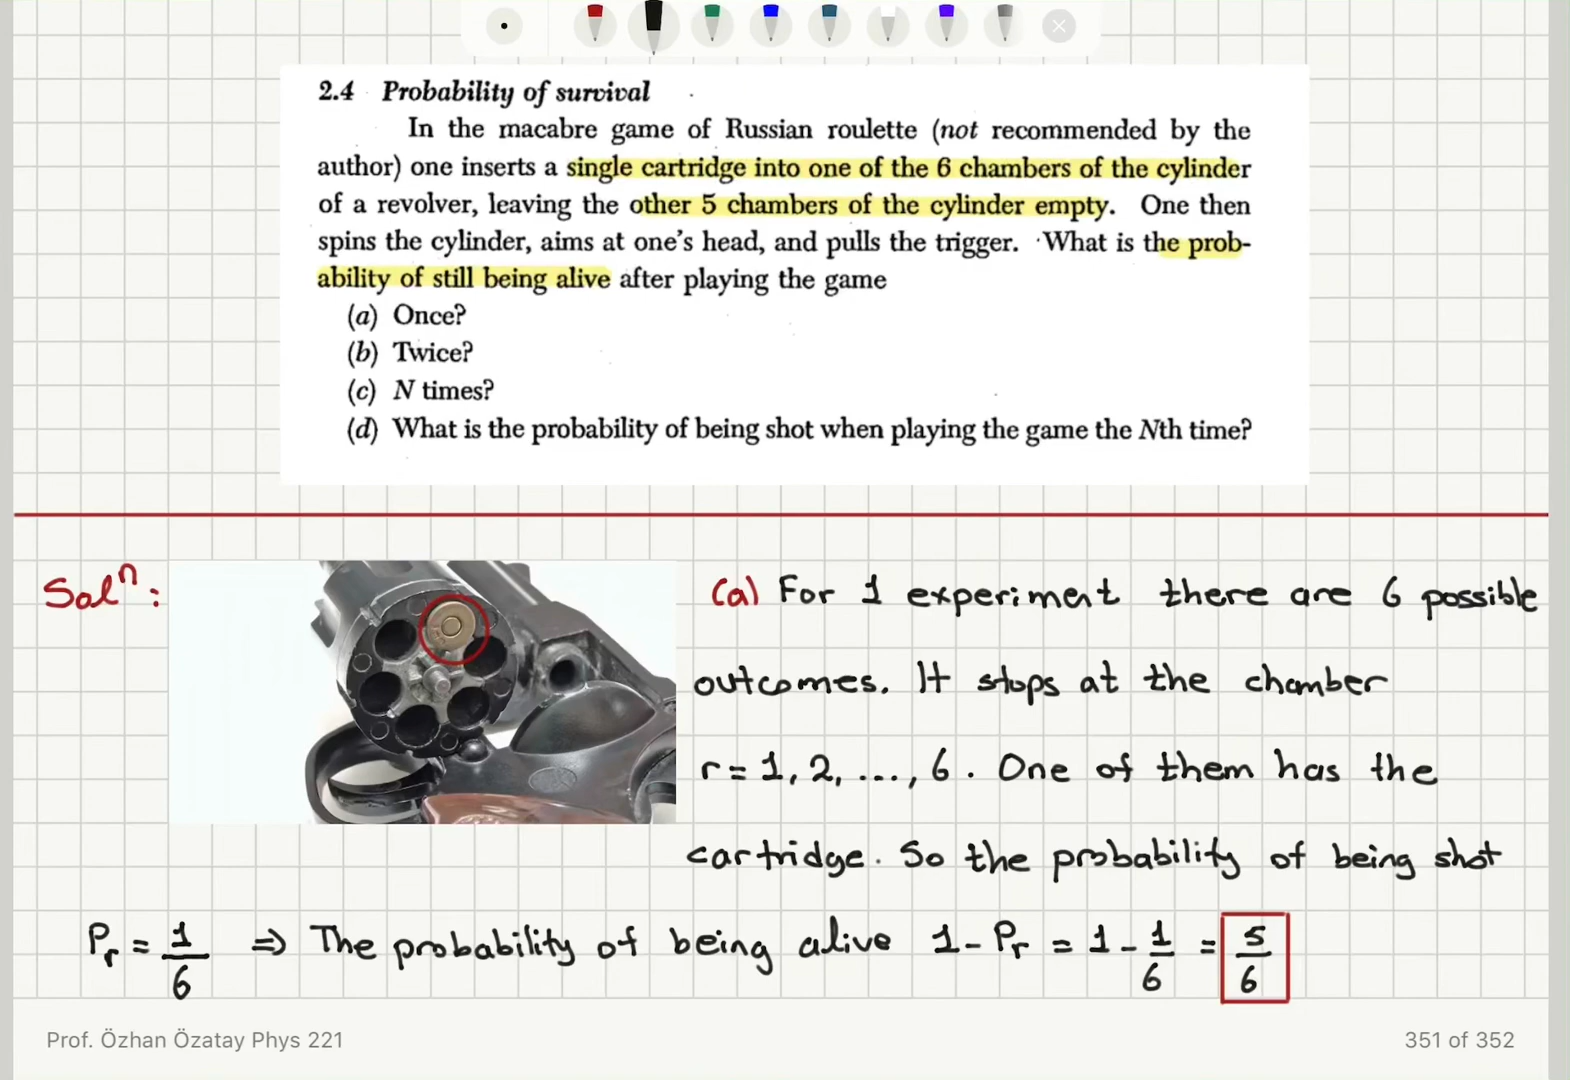 2.4 Probability of survival
In the macabre game of Russian roulette (not recommended by the
author) one inserts a single cartridge into one of the 6 chambers of the cylinder
of a revolver, leaving the other 5 chambers of the cylinder empty. One then
spins the cylinder, aims at one's head, and pulls the trigger. What is the prob-
ability of still being alive after playing the game
(a) Once?
(b) Twice?
(c) N times?
(d) What is the probability of being shot when playing the game the Nth time?
Solⁿ:
(a) For 1 experiment there are 6 possible
outcomes. It stops at the chamber
r = 1, 2, ..., 6. One of them has the
cartridge. So the probability of being shot
Pr = 1/6 ⇒ The probability of being alive 1 - Pr = 1 - 1/6 = 5/6
Prof. Özhan Özatay Phys 221
351 of 352